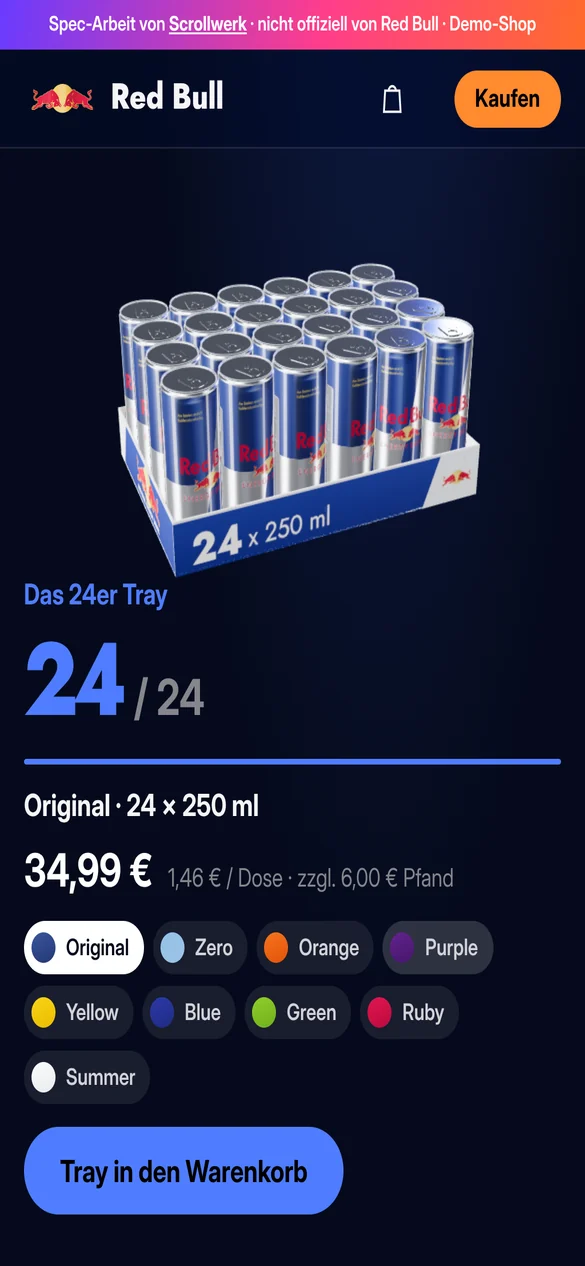 Spec-Arbeit von Scrollwerk · nicht offiziell von Red Bull · Demo-Shop
Red Bull
Kaufen
24 x 250 ml
Das 24er Tray
24 / 24
Original · 24 × 250 ml
34,99 € 1,46 € / Dose · zzgl. 6,00 € Pfand
Original
Zero
Orange
Purple
Yellow
Blue
Green
Ruby
Summer
Tray in den Warenkorb